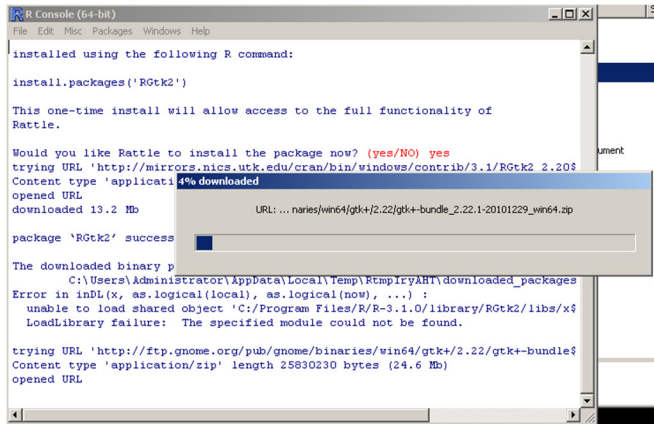 R Console (64-bit)
File Edit Misc Packages Windows Help
installed using the following R command:
install.packages('RGtk2')
This one-time install will allow access to the full functionality of
Rattle.
Would you like Rattle to install the package now? (yes/NO) yes
trying URL 'http://mirrors.nics.utk.edu/cran/bin/windows/contrib/3.1/RGtk2_2.20$
Content type 'applicati
opened URL
downloaded 13.2 Mb
package 'RGtk2' success
The downloaded binary p
C:\Users\Administrator\AppData\Local\Temp\RtmpIryAHT\downloaded_packages
Error in inDL(x, as.logical(local), as.logical(now), ...) :
unable to load shared object 'C:/Program Files/R/R-3.1.0/library/RGtk2/libs/x$
LoadLibrary failure: The specified module could not be found.
trying URL 'http://ftp.gnome.org/pub/gnome/binaries/win64/gtk+/2.22/gtk+-bundle$
Content type 'application/zip' length 25830230 bytes (24.6 Mb)
opened URL
4% downloaded
URL: ... naries/win64/gtk+/2.22/gtk+-bundle_2.22.1-20101229_win64.zip
ument